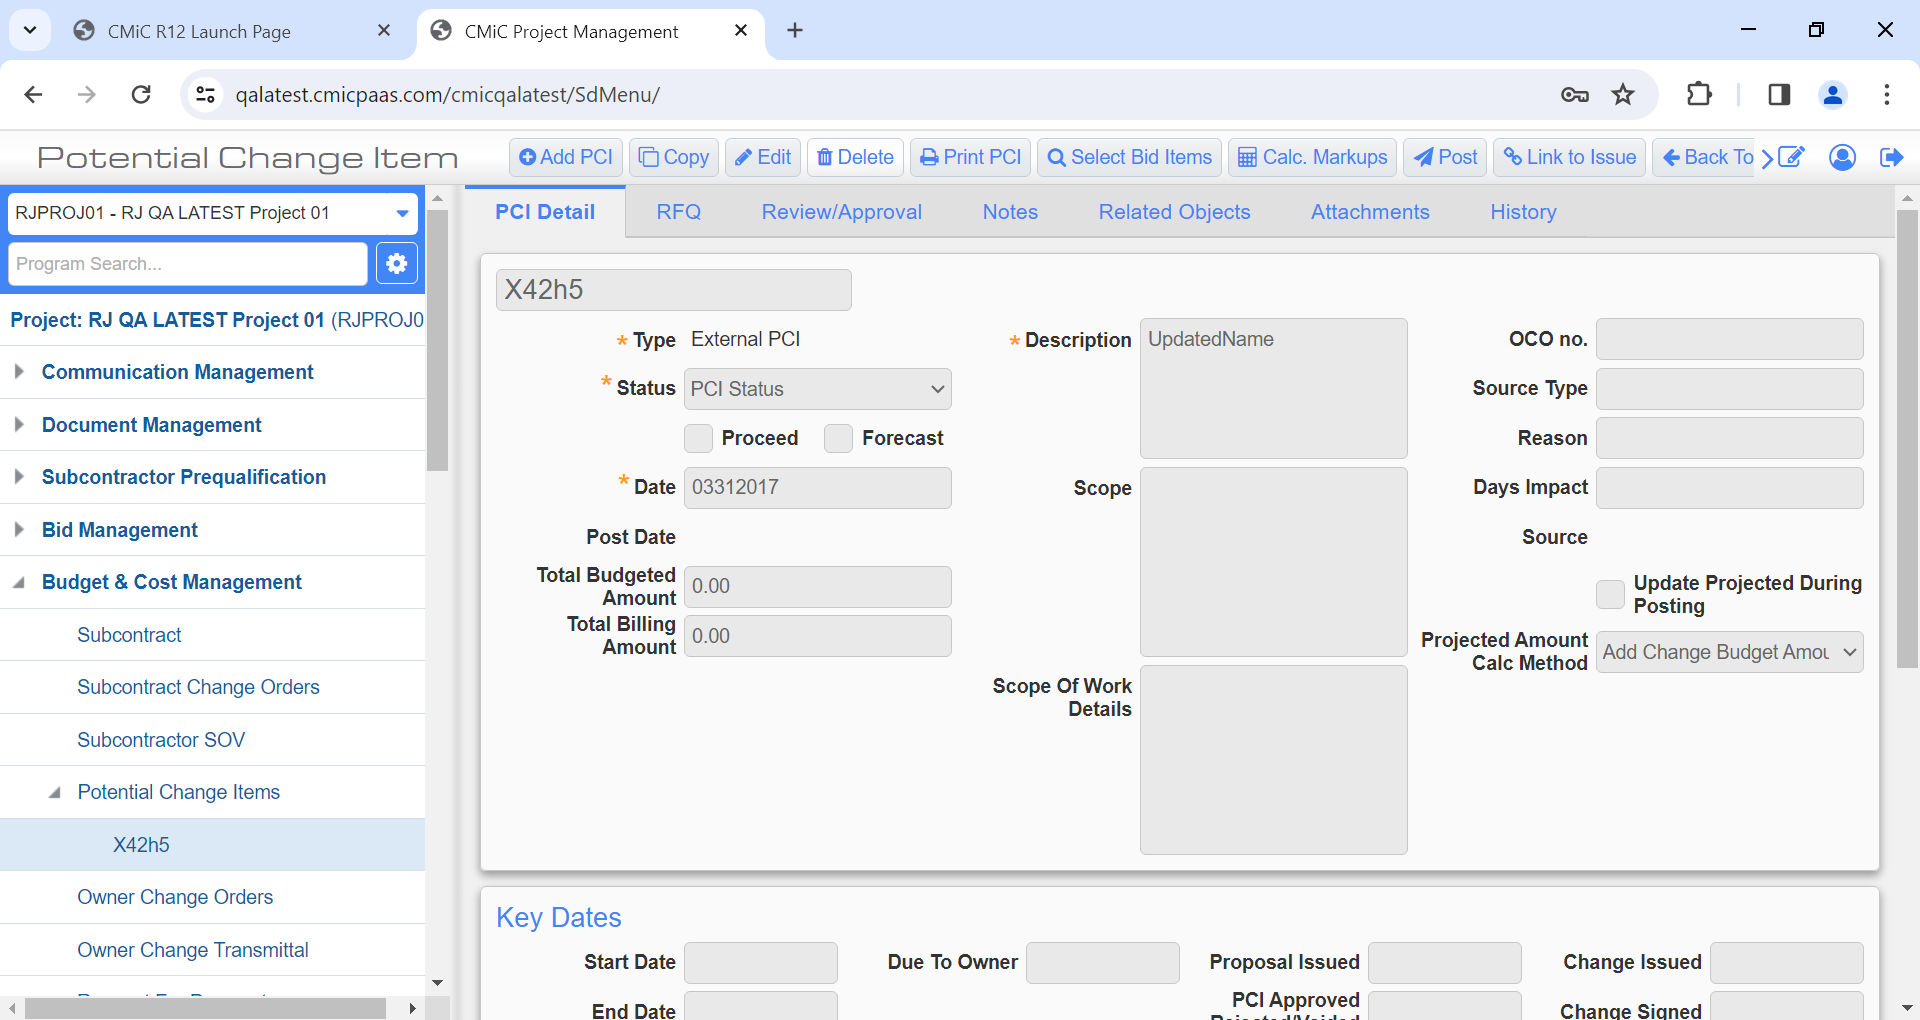 CMiC R12 Launch Page
CMiC Project Management
qalatest.cmicpaas.com/cmicqalatest/SdMenu/
Potential Change Item
Add PCI
Copy
Edit
Delete
Print PCI
Select Bid Items
Calc. Markups
Post
Link to Issue
Back To
RJPROJ01 - RJ QA LATEST Project 01
Program Search...
Project: RJ QA LATEST Project 01 (RJPROJ0
Communication Management
Document Management
Subcontractor Prequalification
Bid Management
Budget & Cost Management
Subcontract
Subcontract Change Orders
Subcontractor SOV
Potential Change Items
X42h5
Owner Change Orders
Owner Change Transmittal
PCI Detail
RFQ
Review/Approval
Notes
Related Objects
Attachments
History
X42h5
* Type External PCI
* Status PCI Status
Proceed
Forecast
* Date 03312017
Post Date
Total Budgeted
Amount
0.00
Total Billing
Amount
0.00
* Description UpdatedName
Scope
Scope Of Work
Details
OCO no.
Source Type
Reason
Days Impact
Source
Update Projected During
Posting
Projected Amount
Calc Method
Add Change Budget Amou
Key Dates
Start Date
Due To Owner
Proposal Issued
Change Issued
End Date
PCI Approved
Rejected/Voided
Change Signed